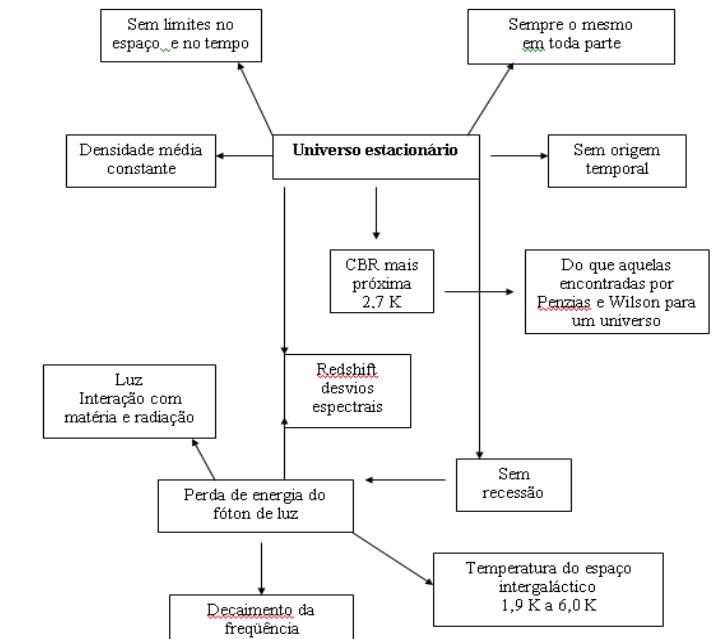 Sem limites no
espaço e no tempo
Sempre o mesmo
em toda parte
Densidade média
constante
Universo estacionário
Sem origem
temporal
CBR mais
próxima
2,7 K
Do que aquelas
encontradas por
Penzias e Wilson para
um universo
Redshift
desvios
espectrais
Luz
Interação com
matéria e radiação
Sem
recessão
Perda de energia do
fóton de luz
Temperatura do espaço
intergaláctico
1,9 K a 6,0 K
Decaimento da
freqüência